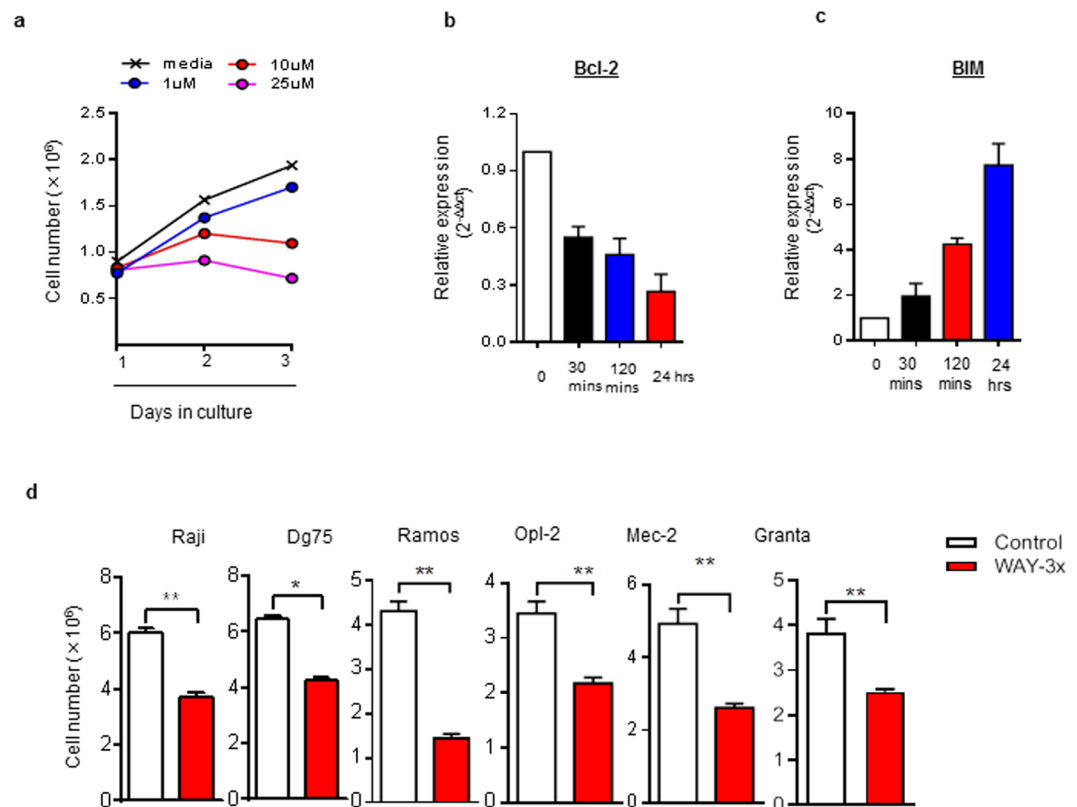 a
media
10uM
1uM
25uM
2.5
2.0
1.5
1.0
0.5
Cell number (×10⁶)
1 2 3
Days in culture
b
Bcl-2
1.2
0.9
0.6
0.3
0.0
Relative expression
(2^-ΔΔct)
0 30 mins 120 mins 24 hrs
c
BIM
10
8
6
4
2
0
Relative expression
(2^-ΔΔct)
0 30 mins 120 mins 24 hrs
d
Raji Dg75 Ramos Opl-2 Mec-2 Granta
Control
WAY-3x
Cell number (×10⁶)
8
6
4
2
0
**
8
6
4
2
0
*
5
4
3
2
1
0
**
4
3
2
1
0
**
6
4
2
0
**
5
4
3
2
1
0
**